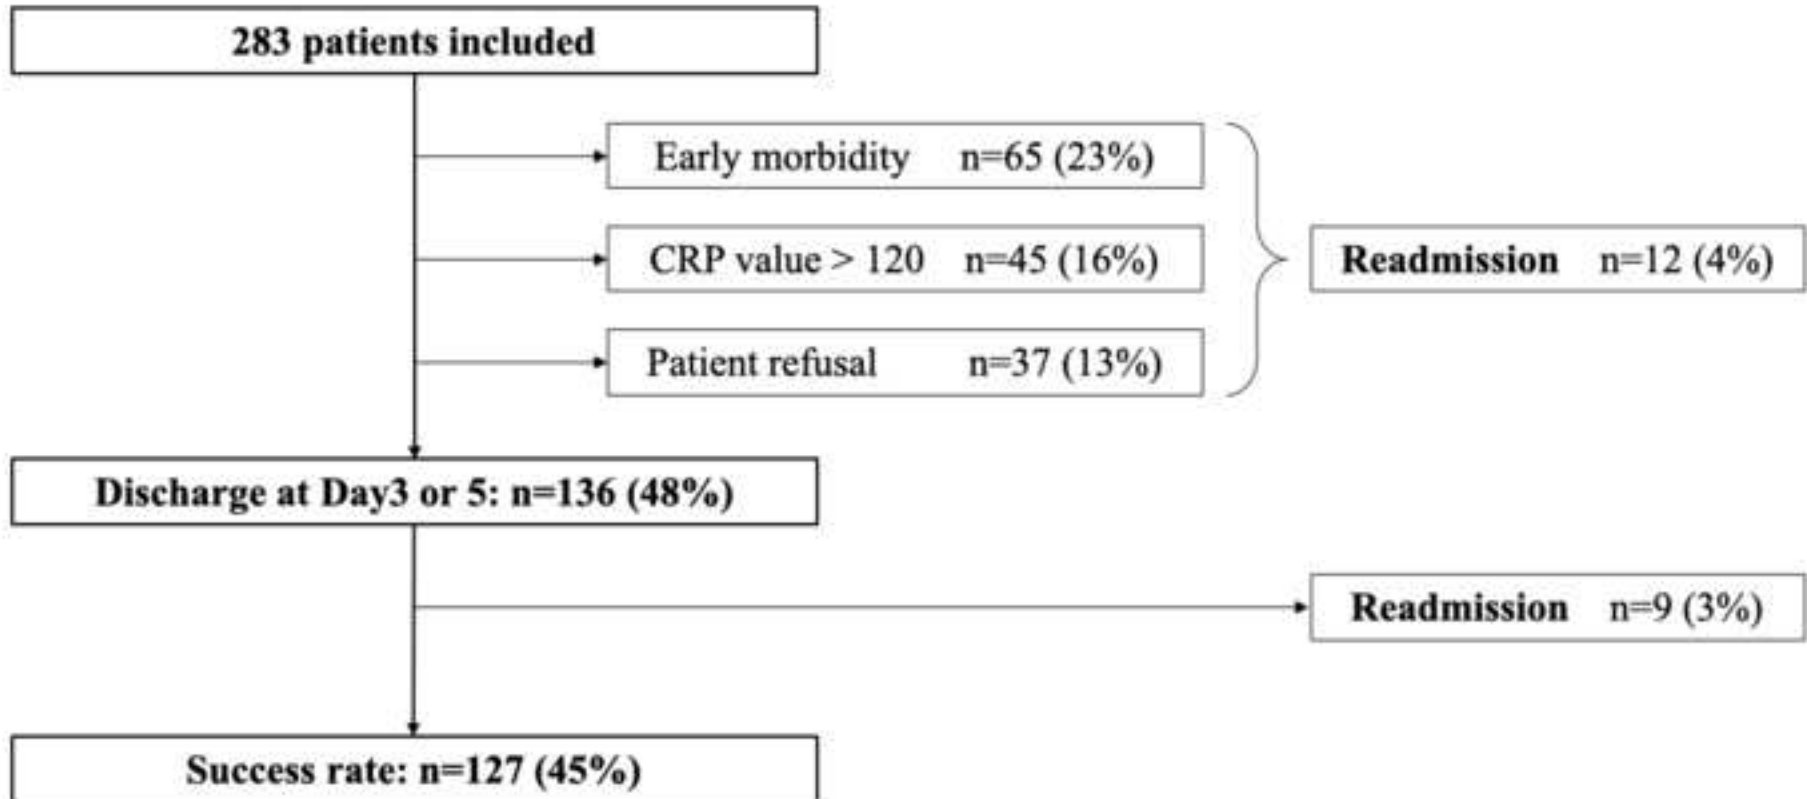 283 patients included
Early morbidity n=65 (23%)
CRP value > 120 n=45 (16%)
Readmission n=12 (4%)
Patient refusal n=37 (13%)
Discharge at Day3 or 5: n=136 (48%)
Readmission n=9 (3%)
Success rate: n=127 (45%)